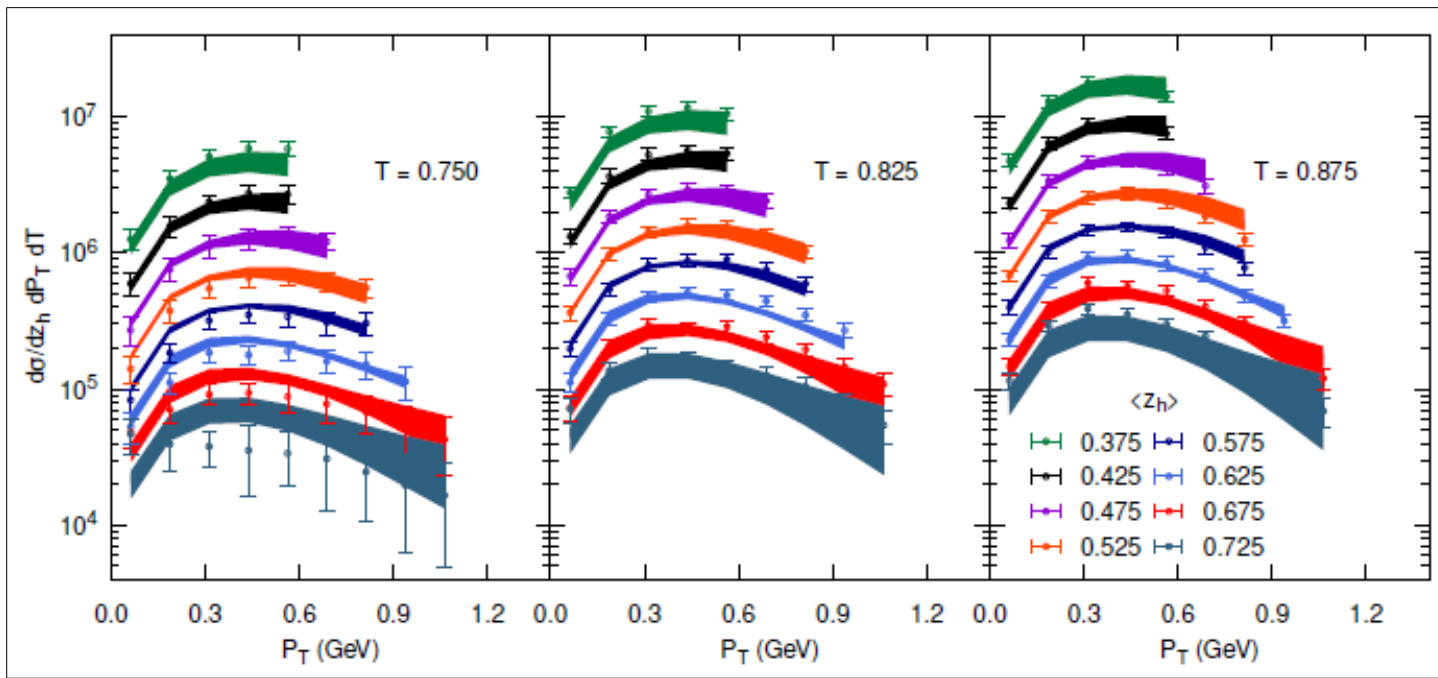 T = 0.750
T = 0.825
T = 0.875
10^7
10^6
10^5
10^4
dσ/dz_h dP_T dT
<z_h>
0.375 0.575
0.425 0.625
0.475 0.675
0.525 0.725
0.0 0.3 0.6 0.9 1.2 0.0 0.3 0.6 0.9 1.2 0.0 0.3 0.6 0.9 1.2
P_T (GeV) P_T (GeV) P_T (GeV)